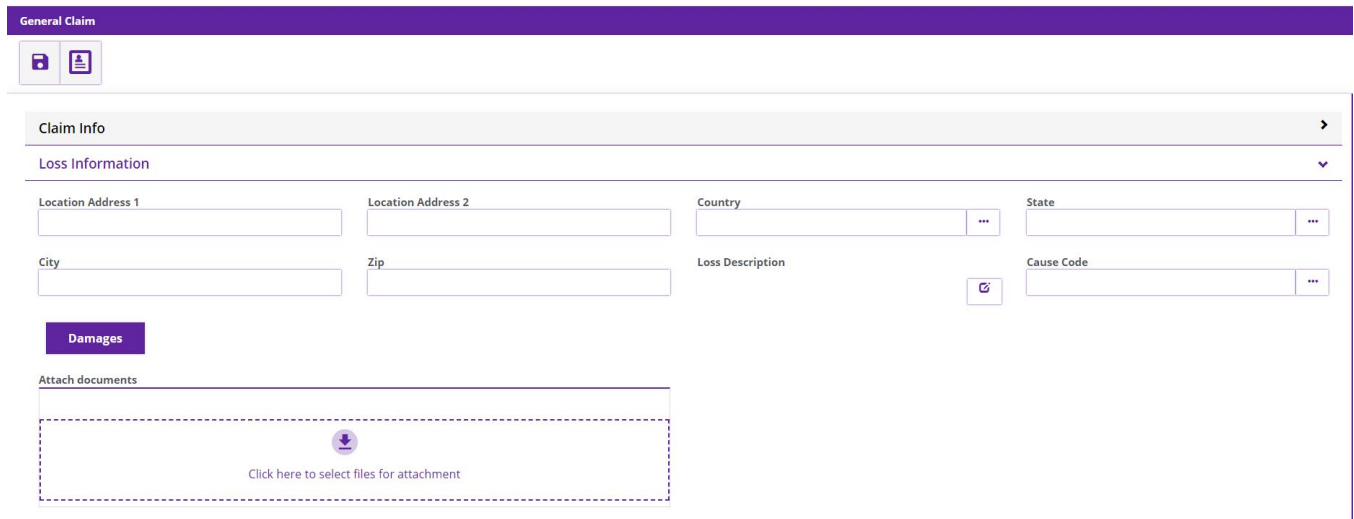 General Claim
Claim Info
Loss Information
Location Address 1
Location Address 2
Country
State
City
Zip
Loss Description
Cause Code
Damages
Attach documents
Click here to select files for attachment